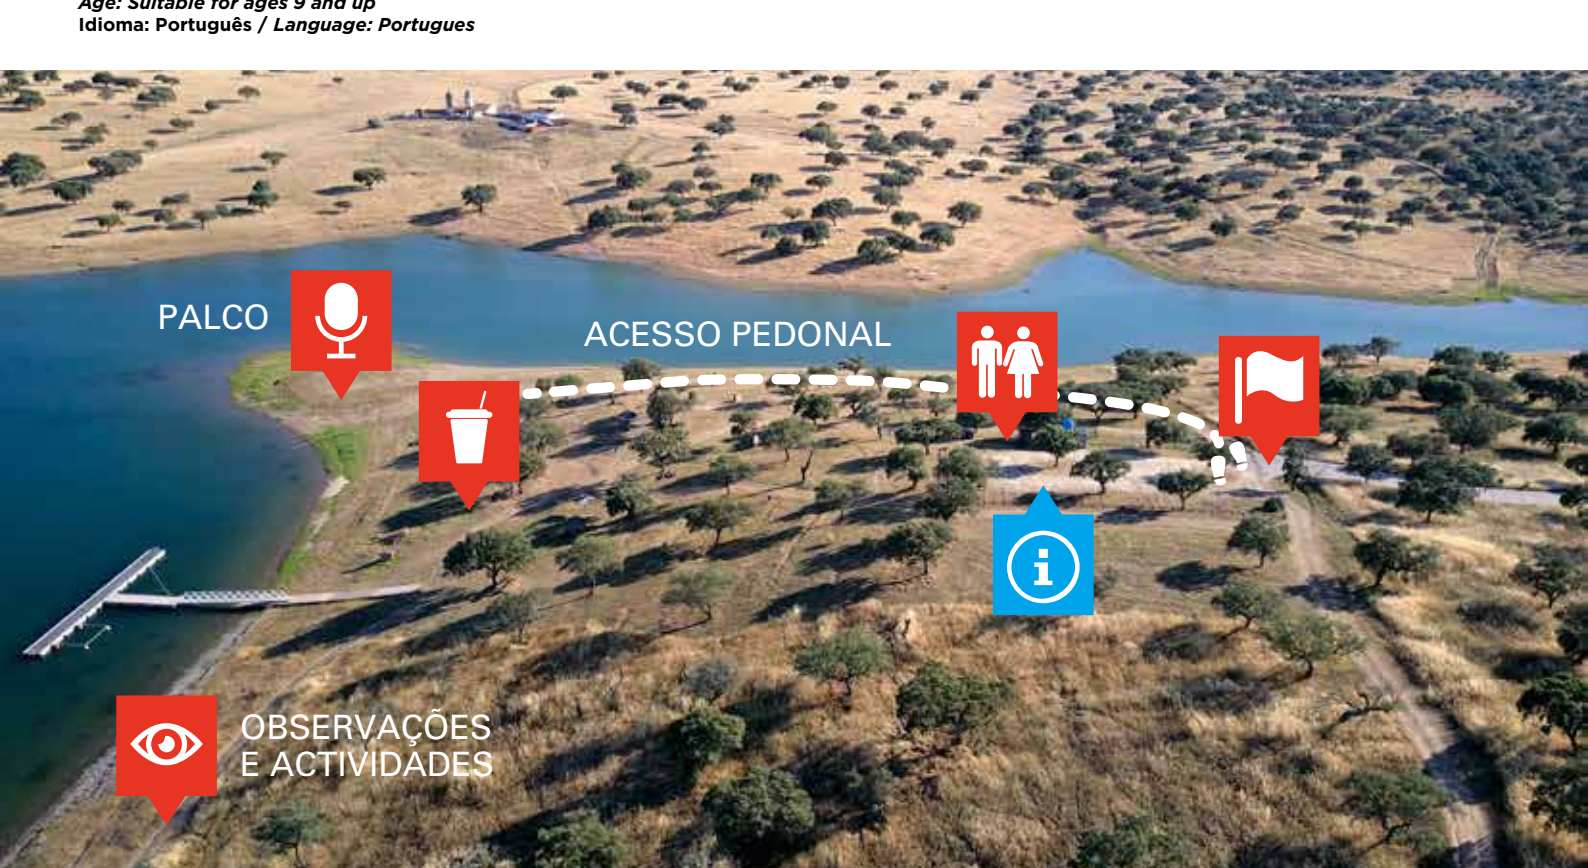 Age: Suitable for ages 9 and up
Idioma: Português / Language: Portugues
PALCO
ACESSO PEDONAL
OBSERVAÇÕES
E ACTIVIDADES